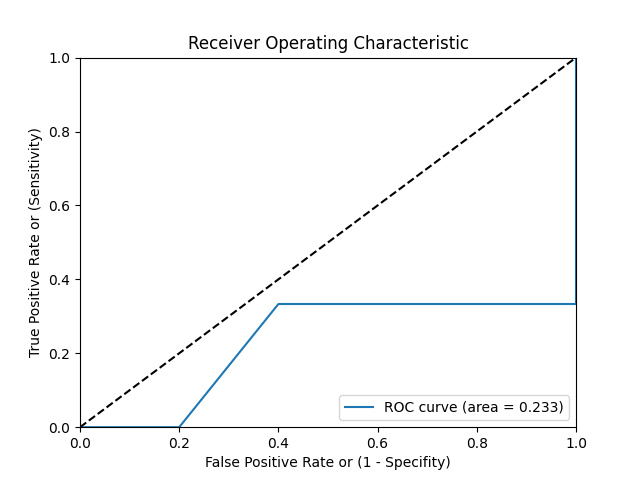 Receiver Operating Characteristic
1.0
0.8
0.6
0.4
0.2
0.0
True Positive Rate or (Sensitivity)
ROC curve (area = 0.233)
0.0 0.2 0.4 0.6 0.8 1.0
False Positive Rate or (1 - Specifity)